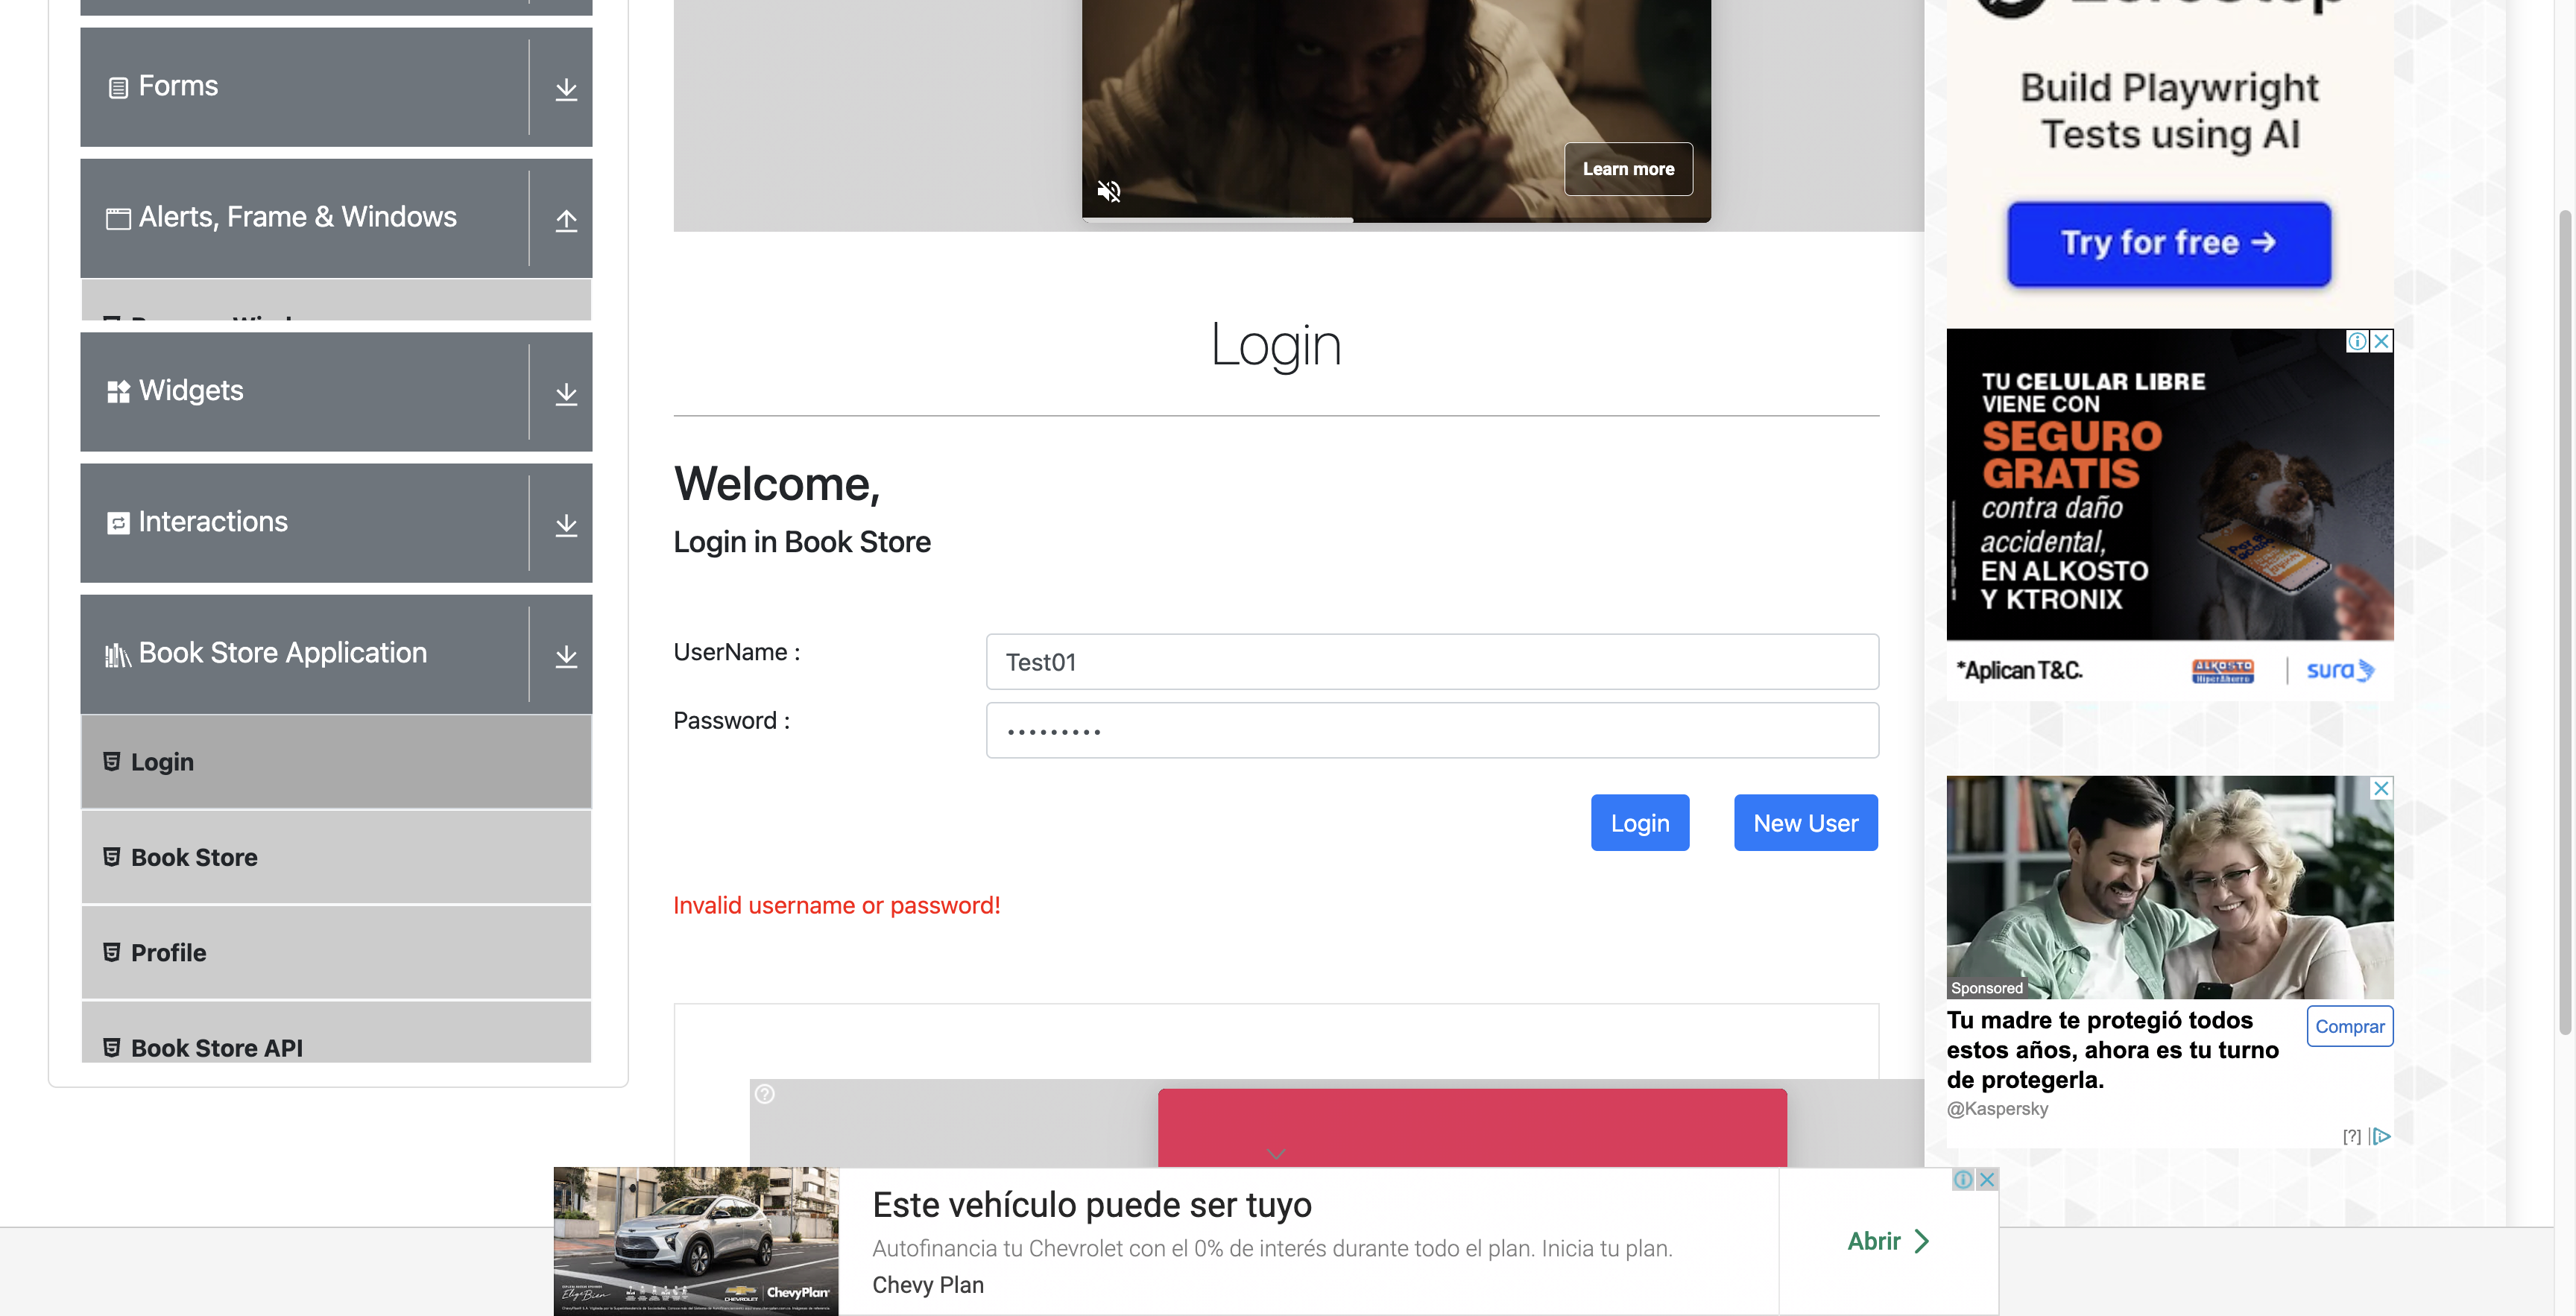 Forms
Alerts, Frame & Windows
Widgets
Interactions
Book Store Application
Login
Book Store
Profile
Book Store API
Learn more
Login
Welcome,
Login in Book Store
UserName :
Test01
Password :
Login
New User
Invalid username or password!
Build Playwright
Tests using AI
Try for free →
TU CELULAR LIBRE
VIENE CON
SEGURO
GRATIS
contra daño
accidental,
EN ALKOSTO
Y KTRONIX
*Aplican T&C.
ALKOSTO
HiperAhorro
sura
Sponsored
Tu madre te protegió todos
estos años, ahora es tu turno
de protegerla.
Comprar
@Kaspersky
[?]
Este vehículo puede ser tuyo
Autofinancia tu Chevrolet con el 0% de interés durante todo el plan. Inicia tu plan.
Chevy Plan
Abrir
CHEVROLET
ChevyPlan